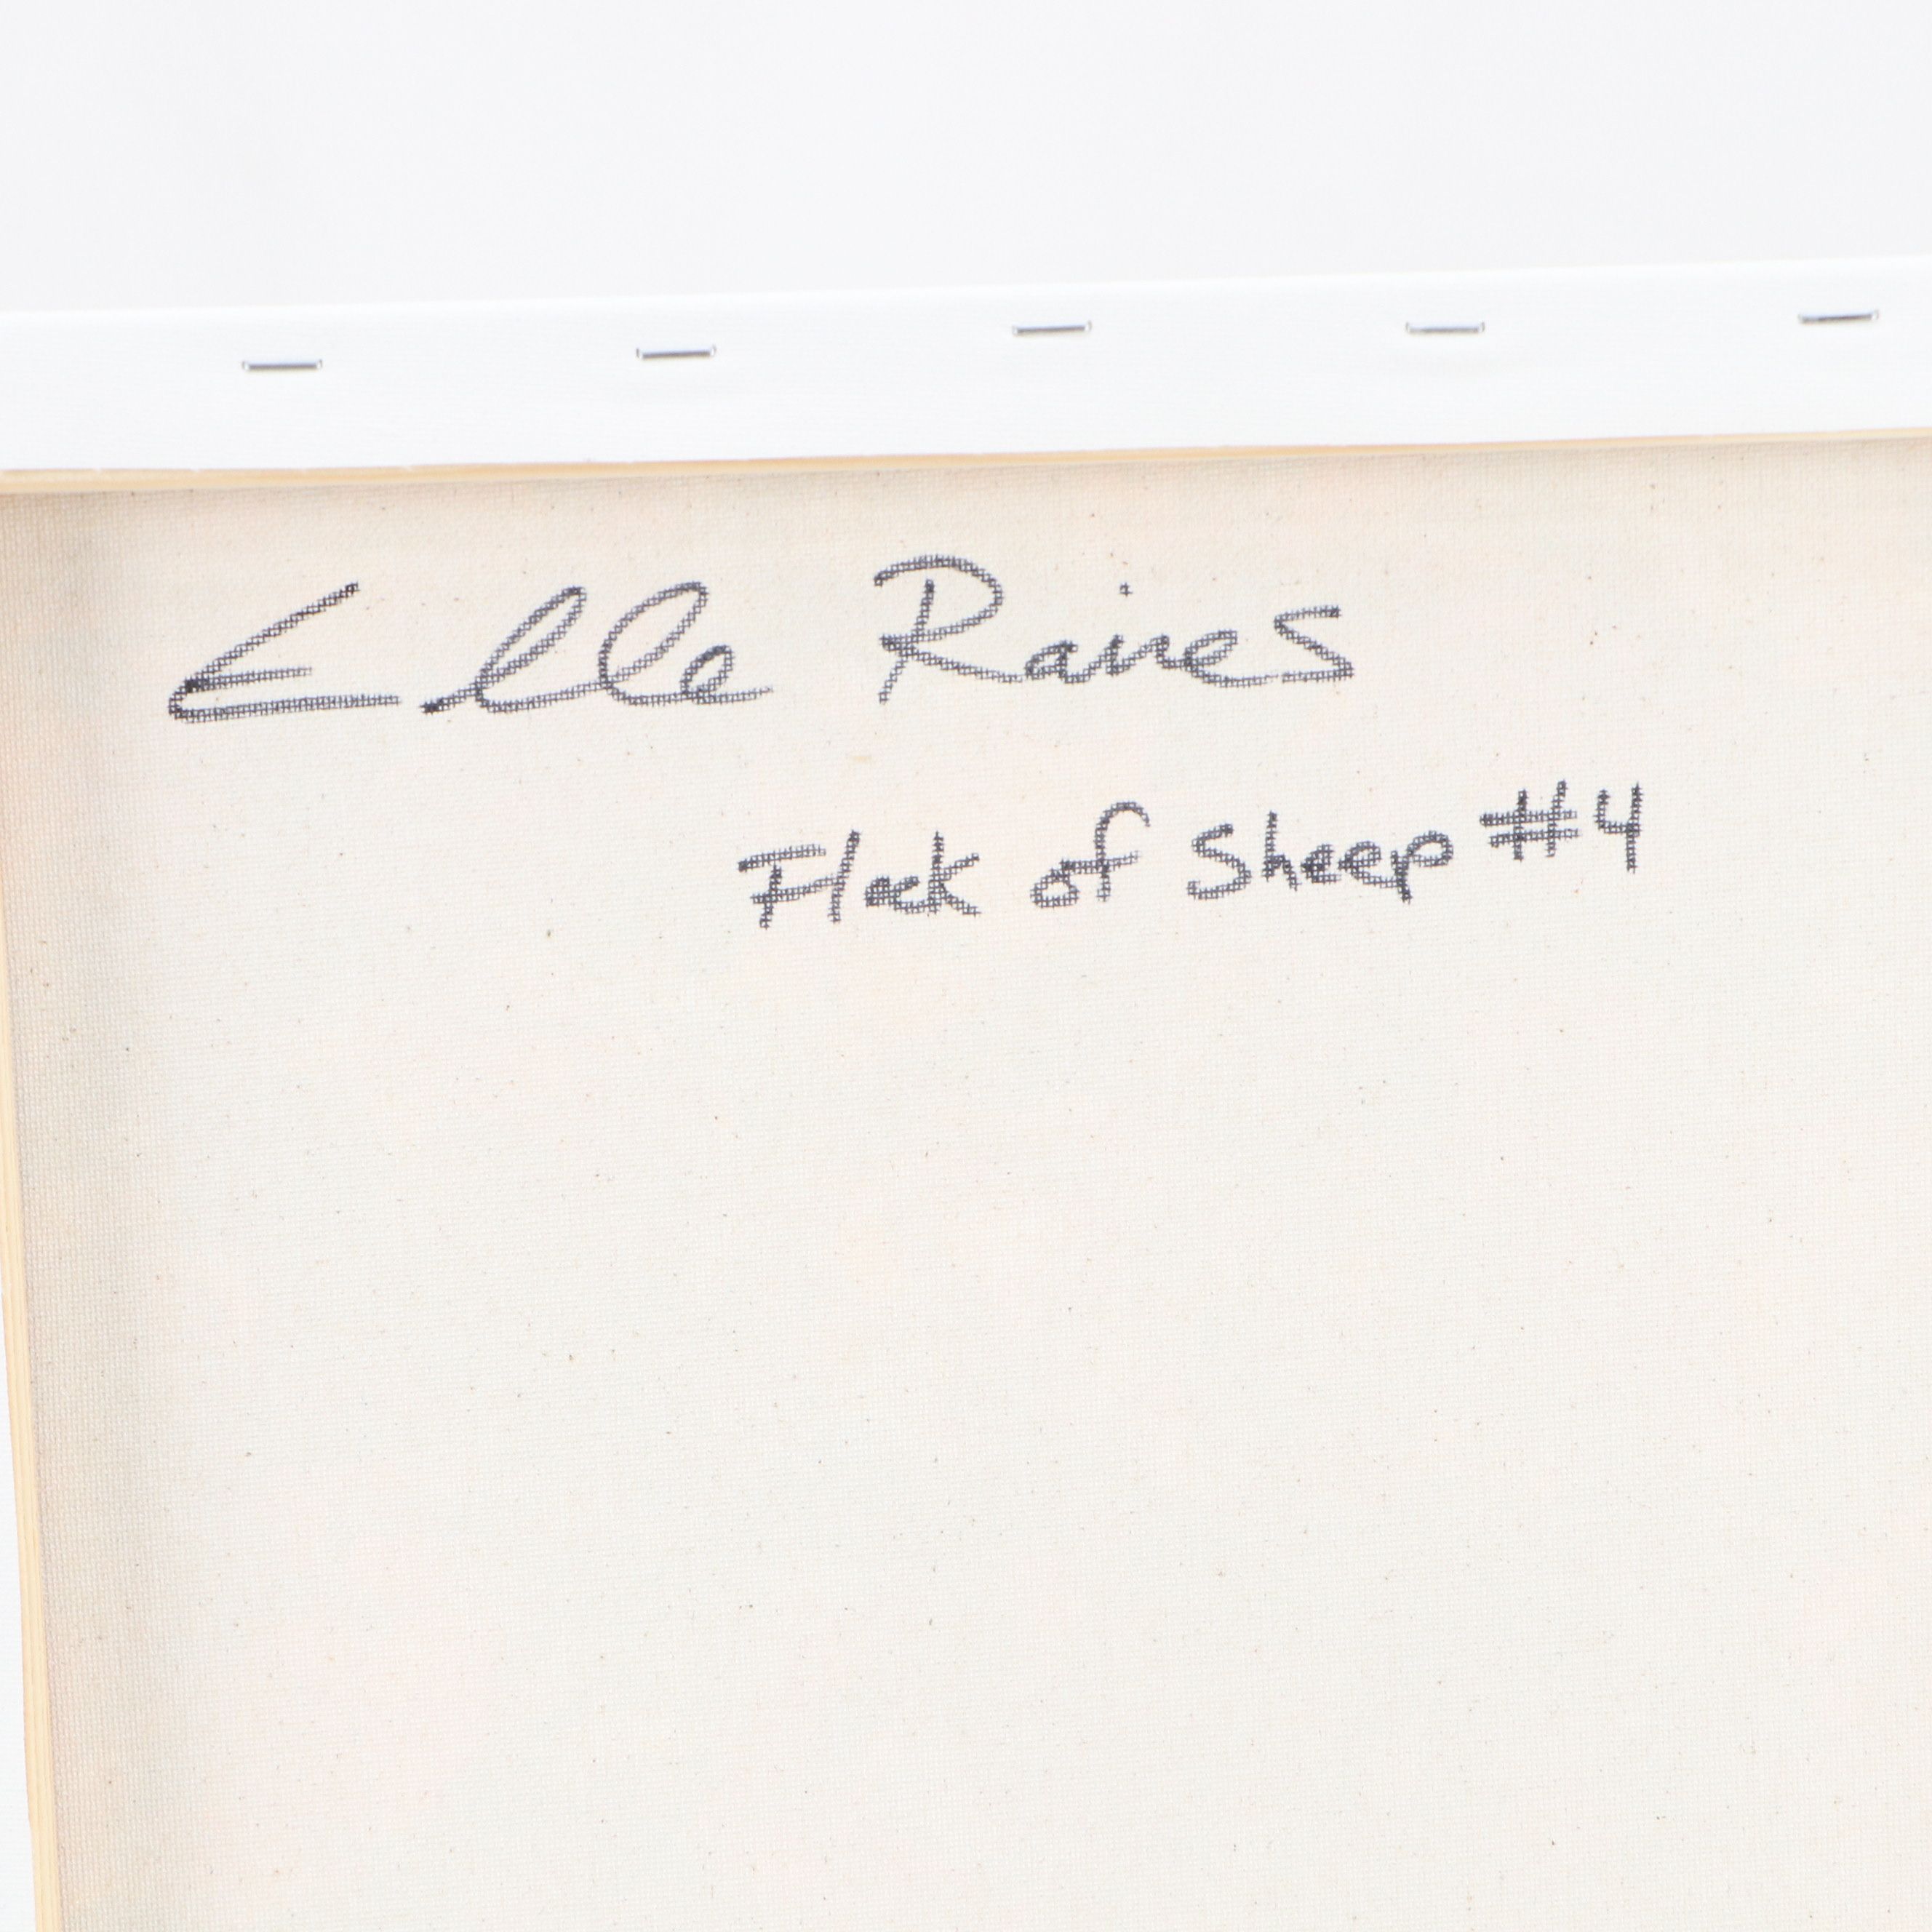 Elle Raines
Flock of Sheep #4